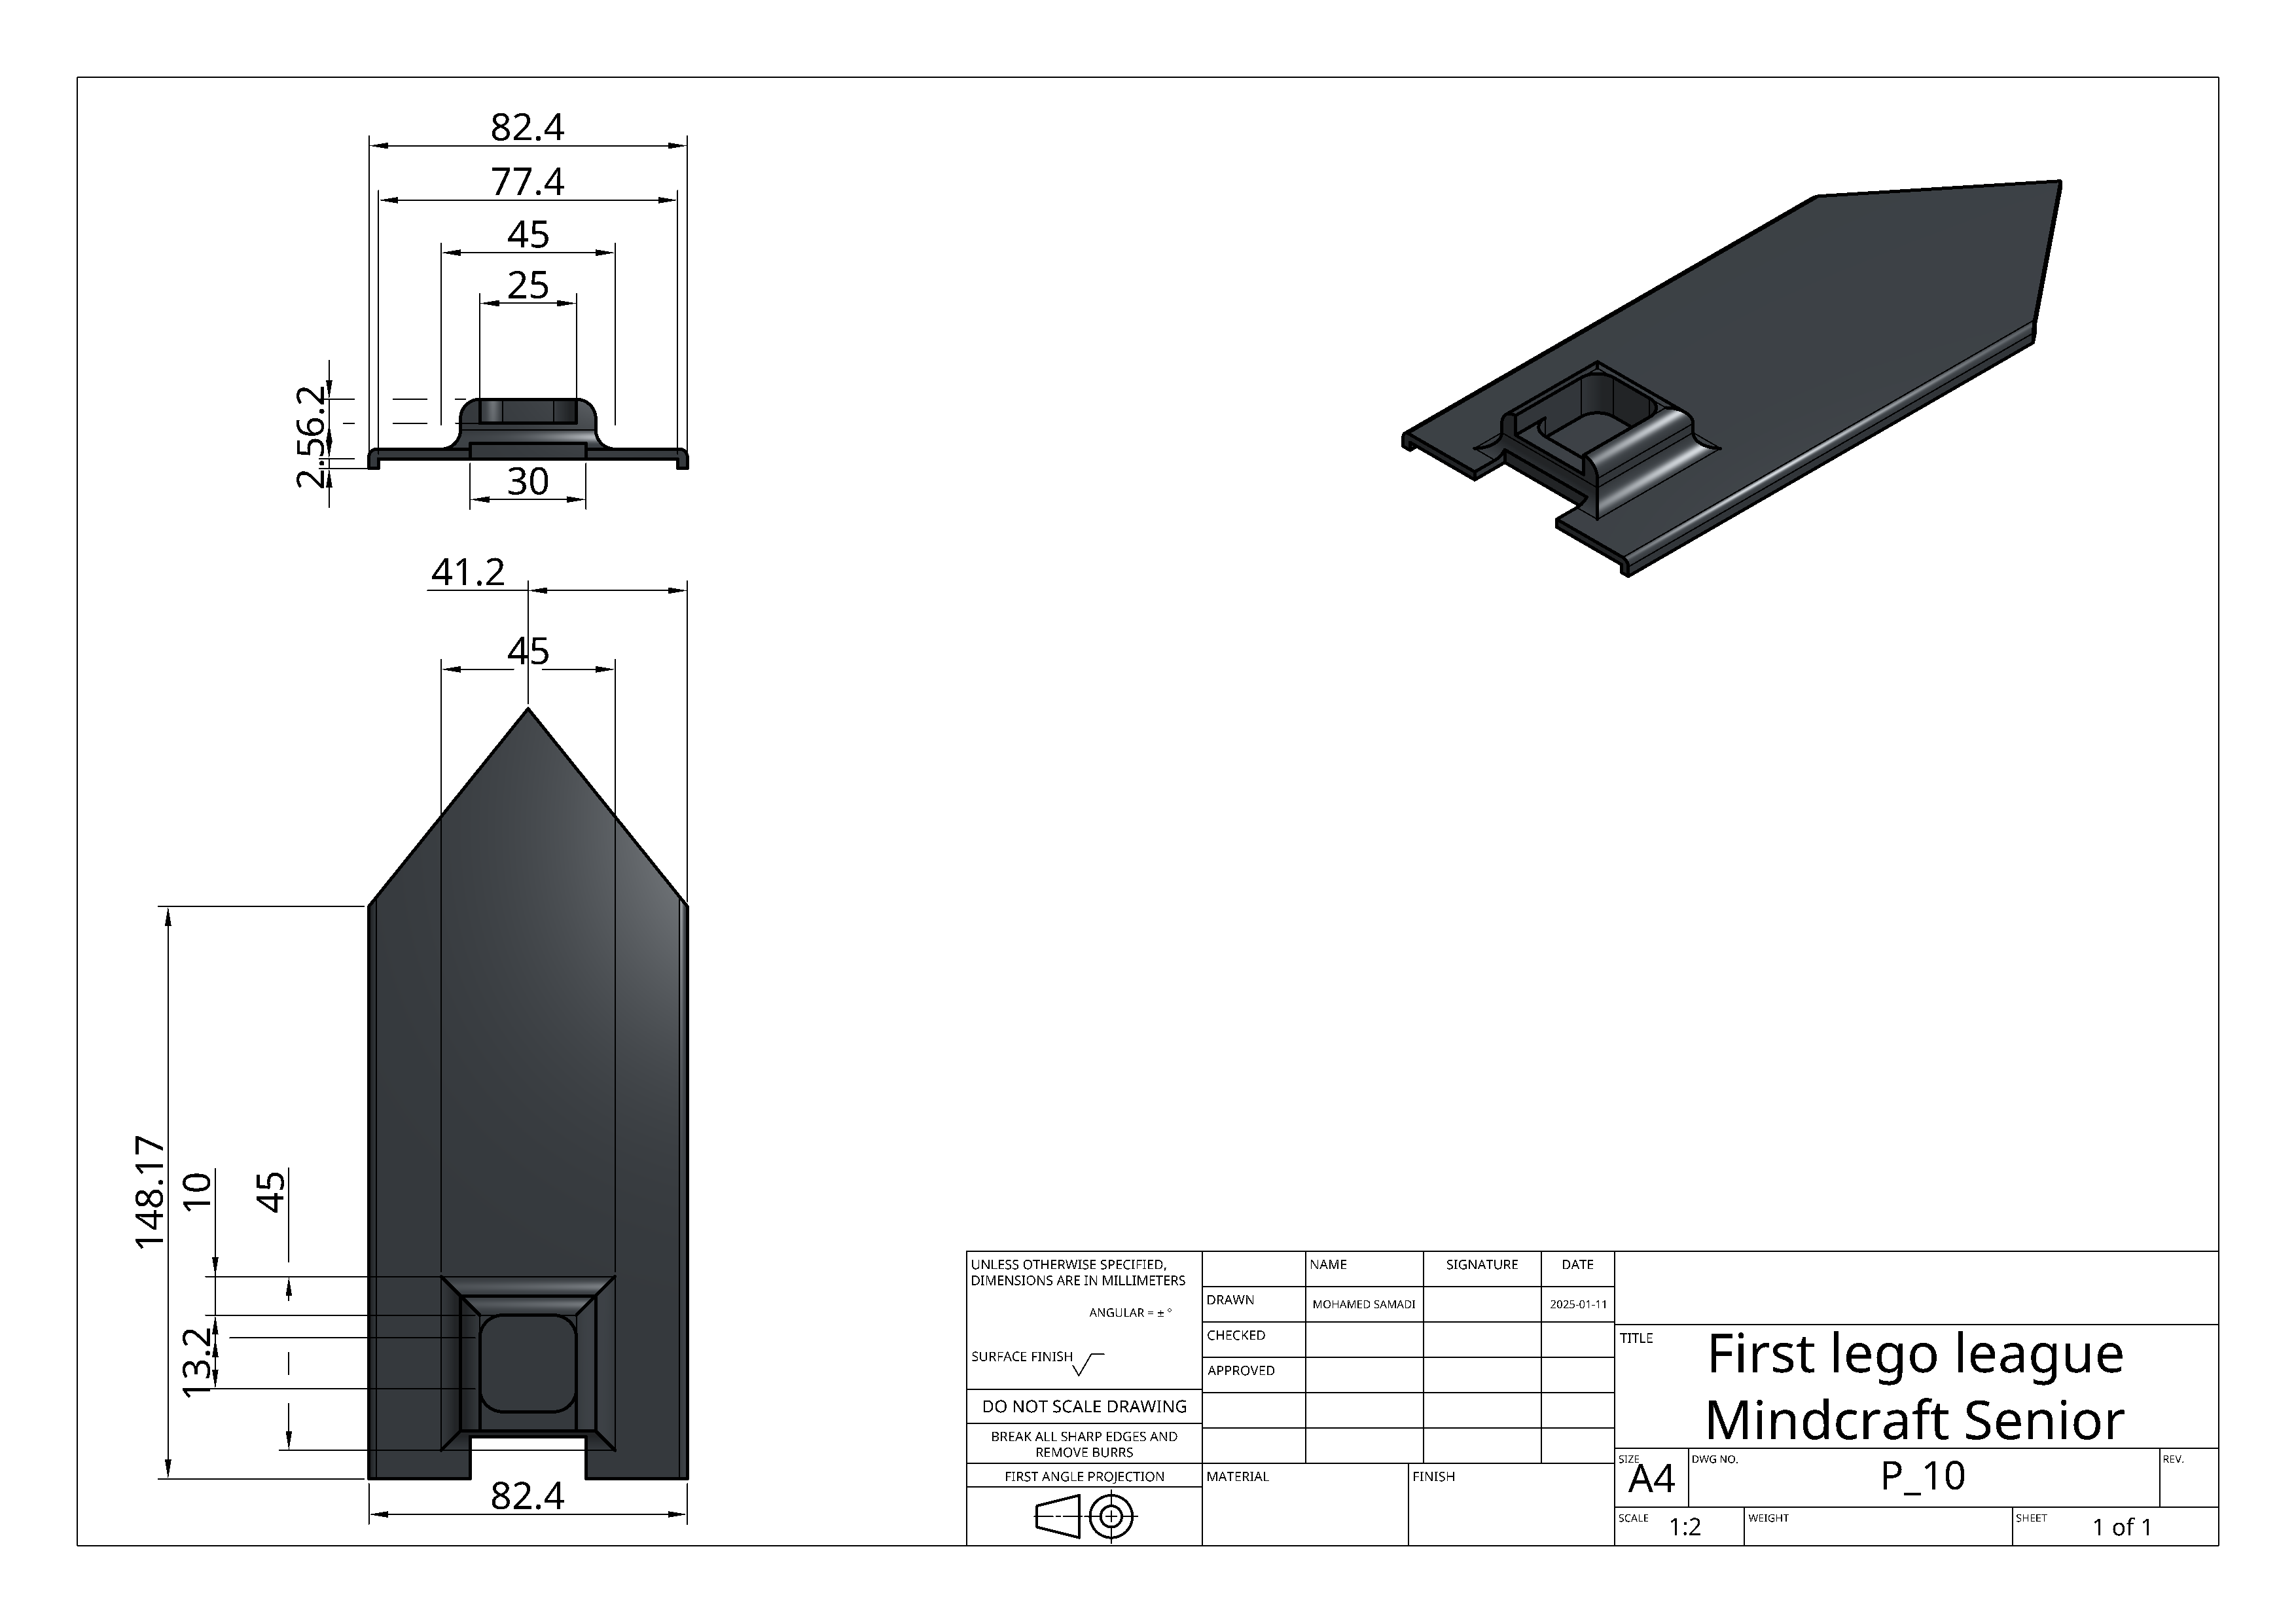 82.4
77.4
45
25
6.2
2.5
30
41.2
45
148.17
10
45
13.2
82.4
UNLESS OTHERWISE SPECIFIED,
DIMENSIONS ARE IN MILLIMETERS
ANGULAR = ± °
SURFACE FINISH
DO NOT SCALE DRAWING
BREAK ALL SHARP EDGES AND
REMOVE BURRS
FIRST ANGLE PROJECTION
NAME
SIGNATURE
DATE
DRAWN
MOHAMED SAMADI
2025-01-11
CHECKED
APPROVED
MATERIAL
FINISH
TITLE
First lego league
Mindcraft Senior
SIZE
A4
DWG NO.
P_10
REV.
SCALE
1:2
WEIGHT
SHEET
1 of 1